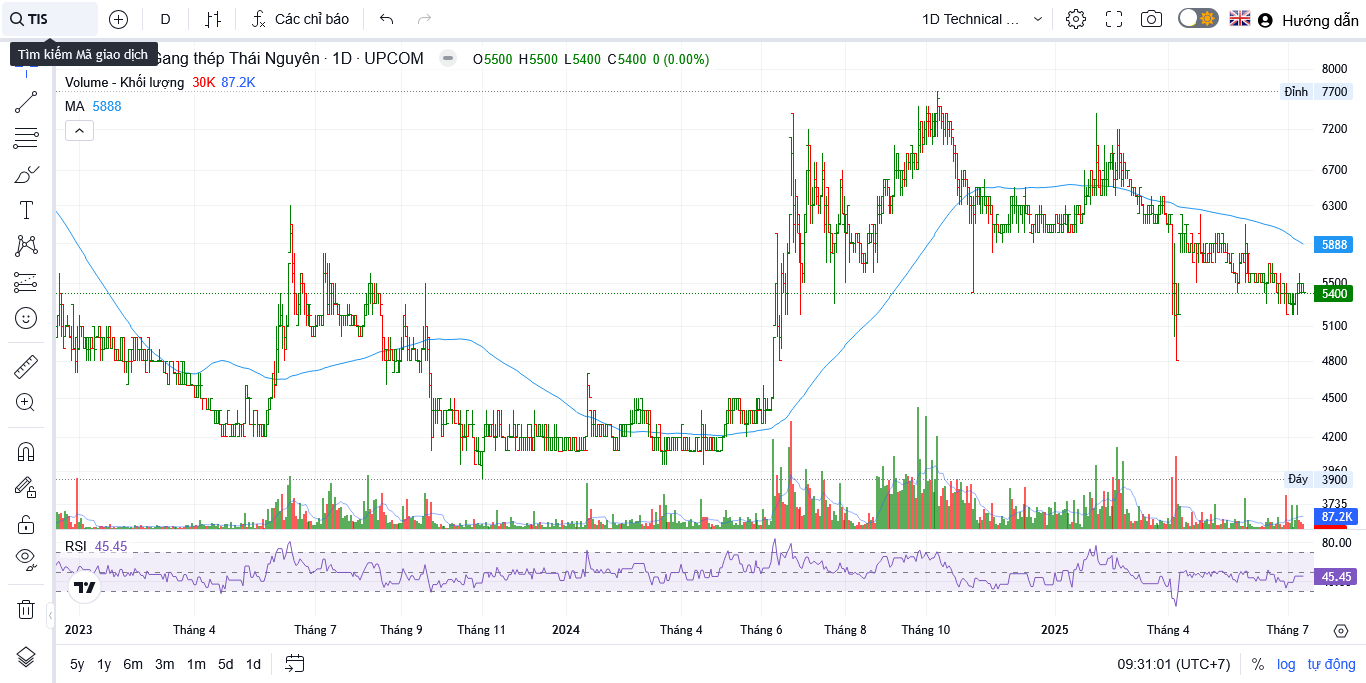 TIS
D
Các chỉ báo
1D Technical ...
Hướng dẫn
Tìm kiếm Mã giao dịch
Gang thép Thái Nguyên · 1D · UPCOM
O5500 H5500 L5400 C5400 0 (0.00%)
Volume - Khối lượng 30K 87.2K
MA 5888
8000
Đỉnh 7700
7200
6700
6300
5888
5500
5400
5100
4800
4500
4200
3960
Đáy 3900
3735
87.2K
RSI 45.45
80.00
45.45
2023 Tháng 4 Tháng 7 Tháng 9 Tháng 11 2024 Tháng 4 Tháng 6 Tháng 8 Tháng 10 2025 Tháng 4 Tháng 7
5y 1y 6m 3m 1m 5d 1d
09:31:01 (UTC+7) % log tự động